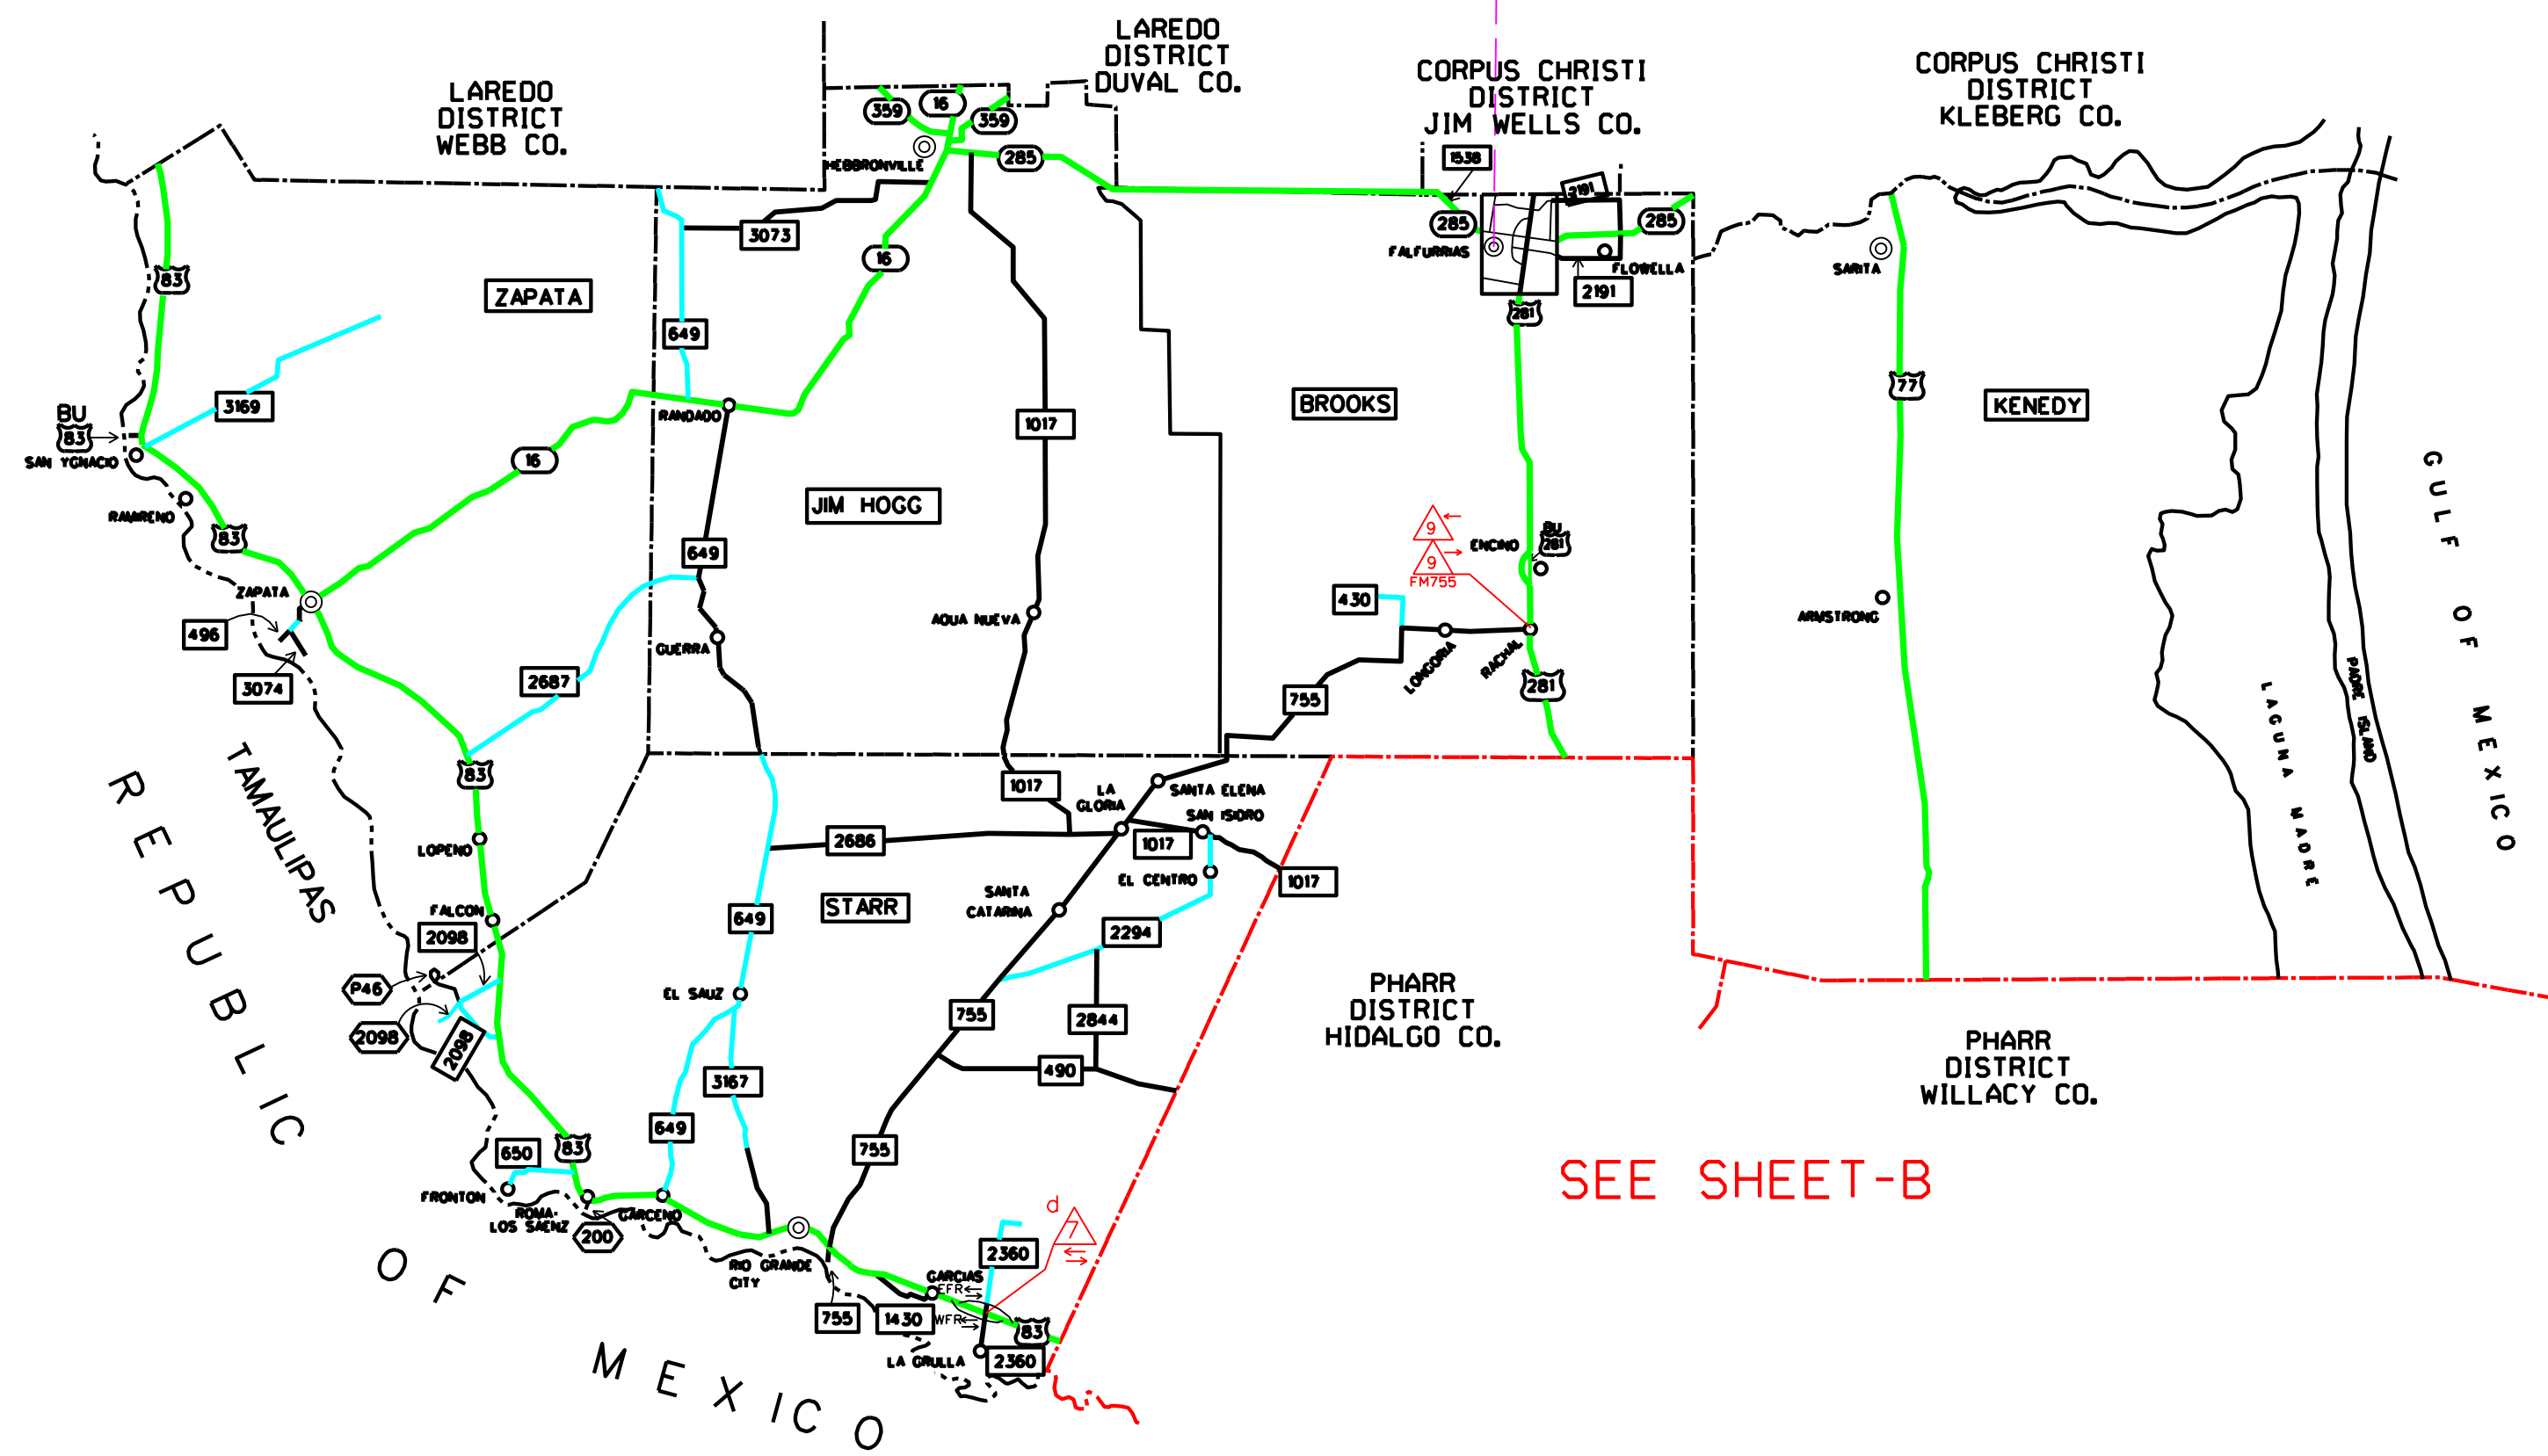 LAREDO
DISTRICT
DUVAL CO.
LAREDO
DISTRICT
WEBB CO.
CORPUS CHRISTI
DISTRICT
JIM WELLS CO.
CORPUS CHRISTI
DISTRICT
KLEBERG CO.
359
16
359
HEBBRONVILLE
285
1538
2191
285
285
FALFURRIAS
FLOWELLA
2191
281
SARITA
3073
16
83
ZAPATA
649
77
3169
BU
83
SAN YGNACIO
RANDADO
1017
BROOKS
KENEDY
16
RAMIRENO
83
JIM HOGG
649
9
9
FM755
ENCINO
BU
281
ZAPATA
496
3074
GUERRA
AGUA NUEVA
430
LONGORIA
RACHAL
ARMSTRONG
2687
755
281
GULF OF MEXICO
PADRE ISLAND
LAGUNA MADRE
TAMAULIPAS
REPUBLIC
OF
MEXICO
83
1017
LA
GLORIA
SANTA ELENA
SAN ISIDRO
LOPENO
2686
1017
EL CENTRO
1017
FALCON
2098
STARR
SANTA
CATARINA
649
2294
P46
2098
2098
EL SAUZ
755
2844
PHARR
DISTRICT
HIDALGO CO.
PHARR
DISTRICT
WILLACY CO.
3167
490
649
650
83
755
SEE SHEET-B
FRONTON
ROMA-
LOS SAENZ
GARCENO
200
d
7
RIO GRANDE
CITY
2360
GARCIAS
EFR
755
1430
WFR
83
LA GRULLA
2360